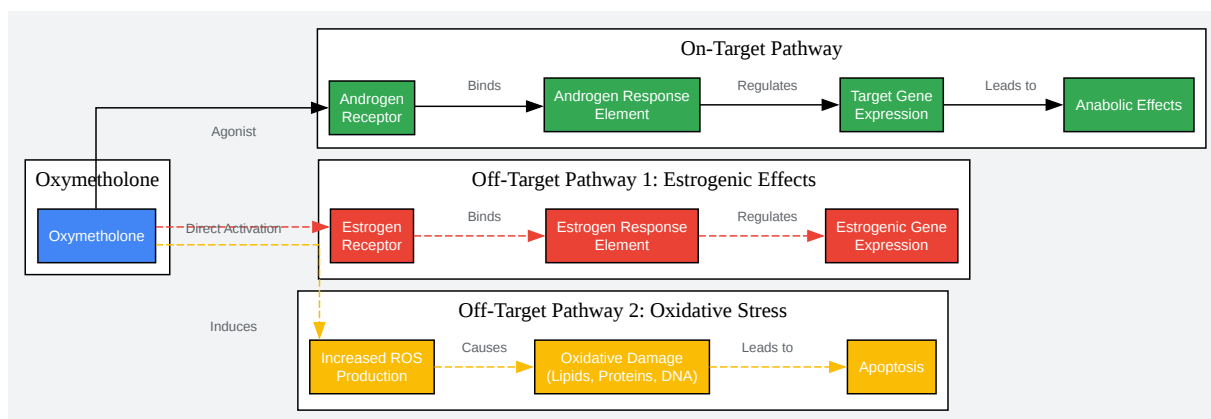 On-Target Pathway
Androgen
Receptor
Binds
Androgen Response
Element
Regulates
Target Gene
Expression
Leads to
Anabolic Effects
Agonist
Oxymetholone
Oxymetholone
Direct Activation
Off-Target Pathway 1: Estrogenic Effects
Estrogen
Receptor
Binds
Estrogen Response
Element
Regulates
Estrogenic Gene
Expression
Induces
Off-Target Pathway 2: Oxidative Stress
Increased ROS
Production
Causes
Oxidative Damage
(Lipids, Proteins, DNA)
Leads to
Apoptosis